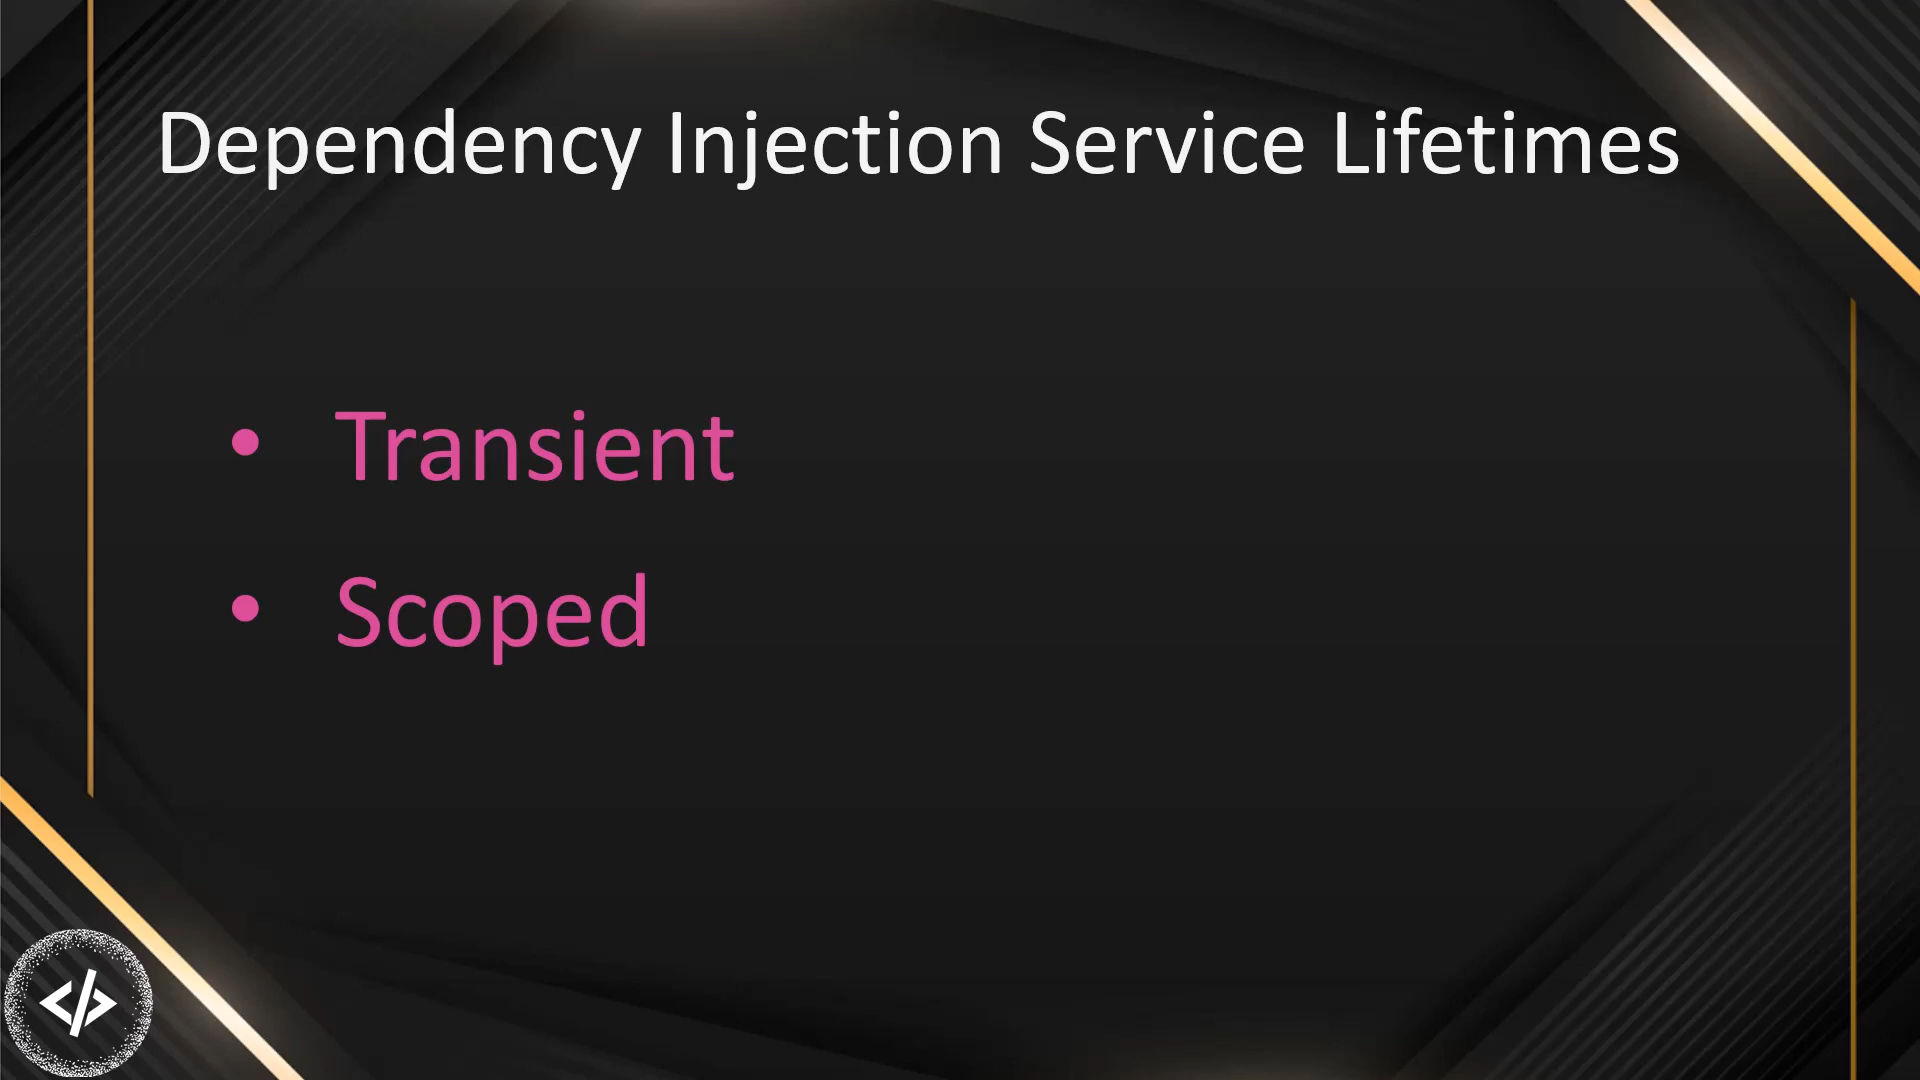 Dependency Injection Service Lifetimes
• Transient
• Scoped